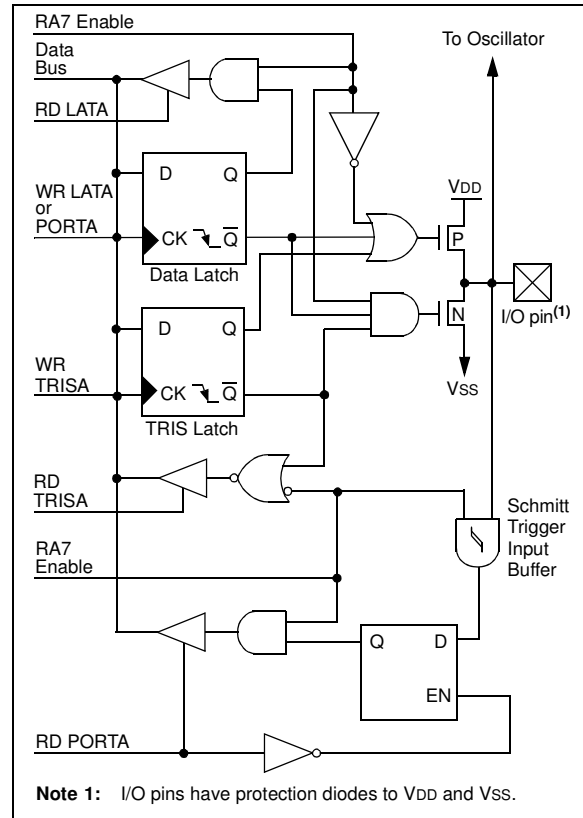 RA7 Enable
Data
Bus
To Oscillator
RD LATA
D Q
WR LATA
or
PORTA
CK Q
Data Latch
VDD
P
N
I/O pin(1)
VSS
D Q
WR
TRISA
CK Q
TRIS Latch
RD
TRISA
Schmitt
Trigger
Input
Buffer
RA7
Enable
Q D
EN
RD PORTA
Note 1: I/O pins have protection diodes to VDD and VSS.